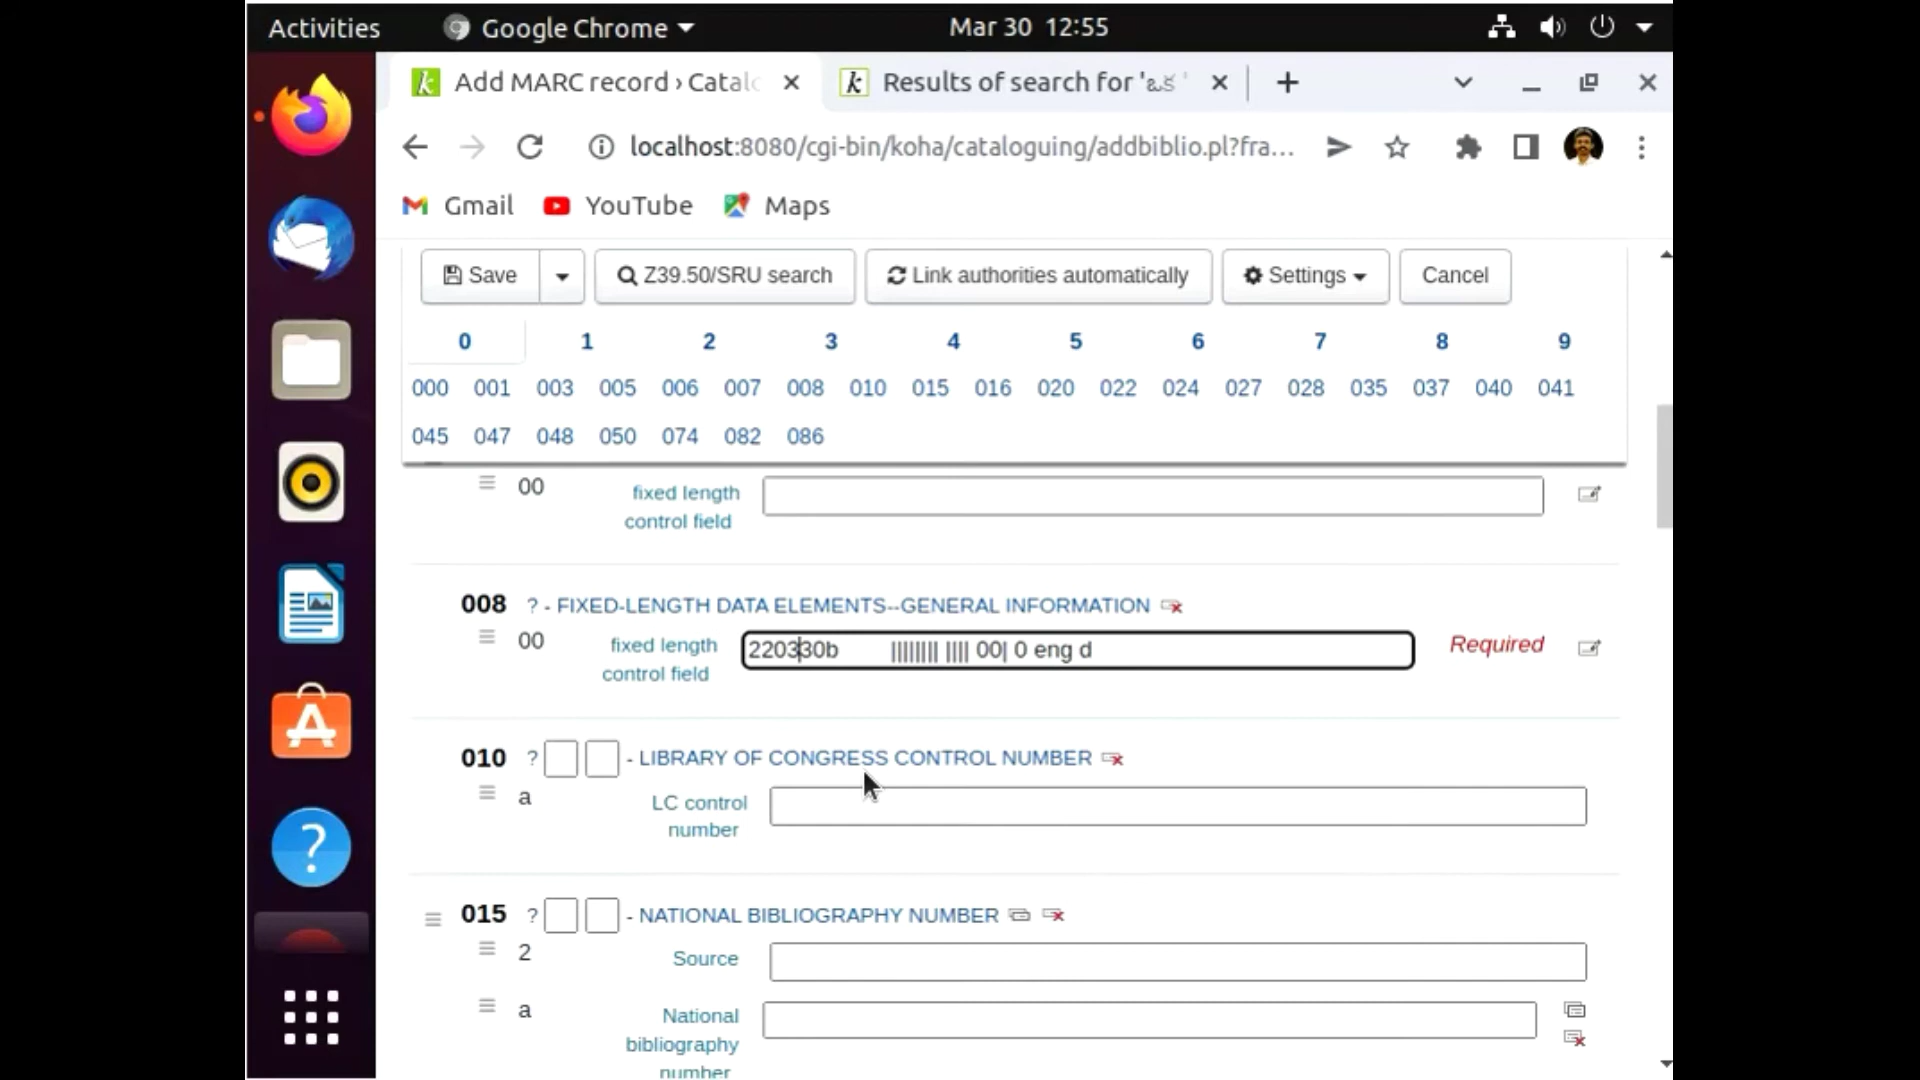 Activities Google Chrome Mar 30 12:55
Add MARC record › Catalo Results of search for 'ఒక '
localhost:8080/cgi-bin/koha/cataloguing/addbiblio.pl?fra...
Gmail YouTube Maps
Save Z39.50/SRU search Link authorities automatically Settings Cancel
0 1 2 3 4 5 6 7 8 9
000 001 003 005 006 007 008 010 015 016 020 022 024 027 028 035 037 040 041
045 047 048 050 074 082 086
00 fixed length
control field
008 ? - FIXED-LENGTH DATA ELEMENTS--GENERAL INFORMATION
00 fixed length 220330b |||||||| |||| 00| 0 eng d Required
control field
010 ? - LIBRARY OF CONGRESS CONTROL NUMBER
a LC control
number
015 ? - NATIONAL BIBLIOGRAPHY NUMBER
2 Source
a National
bibliography
number